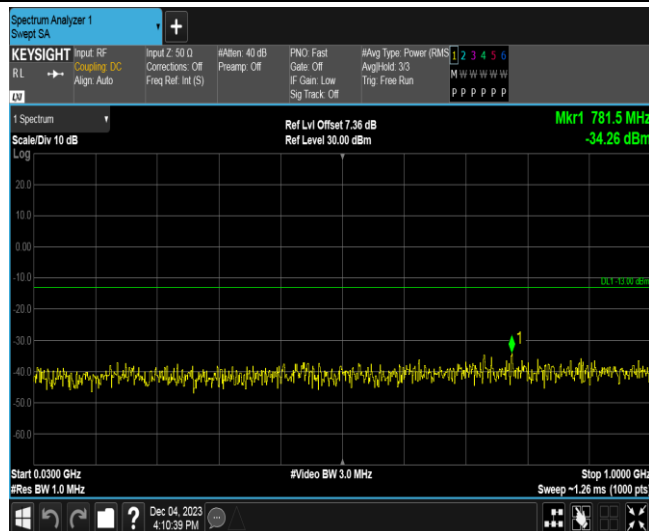 Spectrum Analyzer 1
Swept SA
+
KEYSIGHT Input: RF Input Z: 50 Ω #Atten: 40 dB PNO: Fast #Avg Type: Power (RMS 1 2 3 4 5 6
RL Coupling: DC Corrections: Off Preamp: Off Gate: Off Avg|Hold: 3/3 M W W W W W
Align: Auto Freq Ref: Int (S) IF Gain: Low Trig: Free Run
Sig Track: Off P P P P P P
LXI
1 Spectrum Ref Lvl Offset 7.36 dB Mkr1 781.5 MHz
Scale/Div 10 dB Ref Level 30.00 dBm -34.26 dBm
Log
20.0
10.0
0.00
-10.0 DL1 -13.00 dBm
-20.0
-30.0
1
-40.0
-50.0
-60.0
Start 0.0300 GHz #Video BW 3.0 MHz Stop 1.0000 GHz
#Res BW 1.0 MHz Sweep ~1.26 ms (1000 pts)
? Dec 04, 2023
4:10:39 PM